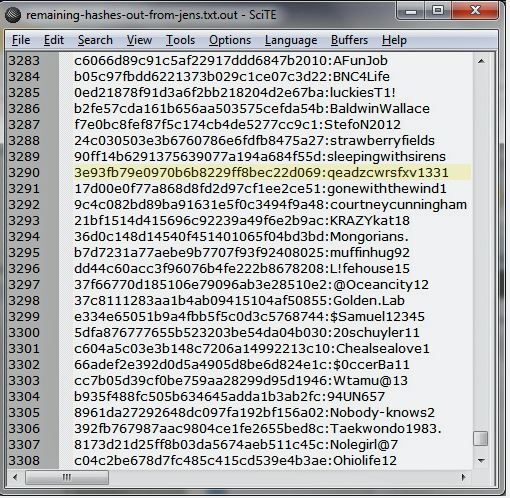 remaining-hashes-out-from-jens.txt.out - SciTE
File Edit Search View Tools Options Language Buffers Help
3283 c6066d89c91c5af22917ddd6847b2010:AFunJob
3284 b05c97fbdd6221373b029c1ce07c3d22:BNC4Life
3285 0ed21878f91d3a6f2bb218204d2e67ba:luckiesT1!
3286 b2fe57cda161b656aa503575cefda54b:BaldwinWallace
3287 f7e0bc8fef87f5c174cb4de5277cc9c1:StefoN2012
3288 24c030503e3b6760786e6fdfb8475a27:strawberryfields
3289 90ff14b6291375639077a194a684f55d:sleepingwithsirens
3290 3e93fb79e0970b6b8229ff8bec22d069:qeadzcwrsfxv1331
3291 17d00e0f77a868d8fd2d97cf1ee2ce51:gonewiththewind1
3292 9c4c082bd89ba91631e5f0c3494f9a48:courtneycunningham
3293 21bf1514d415696c92239a49f6e2b9ac:KRAZYkat18
3294 36d0c148d14540f451401065f04bd3bd:Mongorians.
3295 b7d7231a77aebe9b7707f93f92408025:muffinhug92
3296 dd44c60acc3f96076b4fe222b8678208:L!fehouse15
3297 37f66770d185106e79096ab3e28510e2:@Oceancity12
3298 37c8111283aa1b4ab09415104af50855:Golden.Lab
3299 e334e65051b9a4fbb5f5c0d3c5768744:$Samuel12345
3300 5dfa876777655b523203be54da04b030:20schuyler11
3301 c604a5c03e3b148c7206a14992213c10:Chealsealove1
3302 66adef2e392d0d5a4905d8be6d824e1c:$0ccerBa11
3303 cc7b05d39cf0be759aa28299d95d1946:Wtamu@13
3304 b935f488fc505b634645adda1b3ab2fc:94UN657
3305 8961da27292648dc097fa192bf156a02:Nobody-knows2
3306 392fb767987aac9804ce1fe2655bed8c:Taekwondo1983.
3307 8173d21d25ff8b03da5674aeb511c45c:Nolegirl@7
3308 c04c2be678d7fc485c415cd539e4b3ae:Ohiolife12